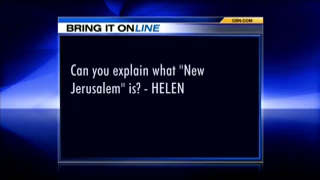 CBN.COM
BRING IT ONLINE
Can you explain what "New
Jerusalem" is? - HELEN